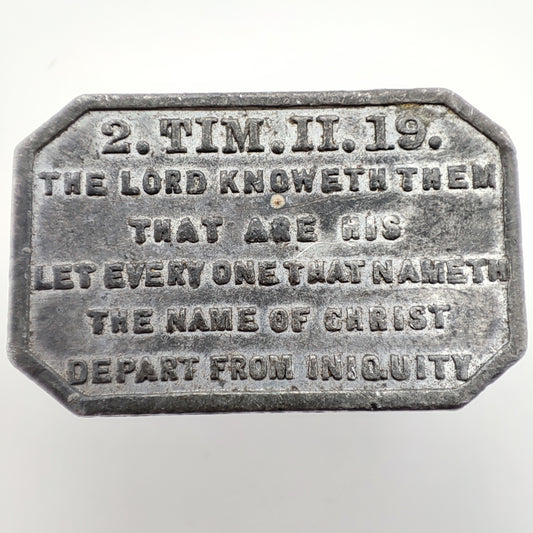 2. TIM. II. 19.
THE LORD KNOWETH THEM
THAT ARE HIS
LET EVERY ONE THAT NAMETH
THE NAME OF CHRIST
DEPART FROM INIQUITY